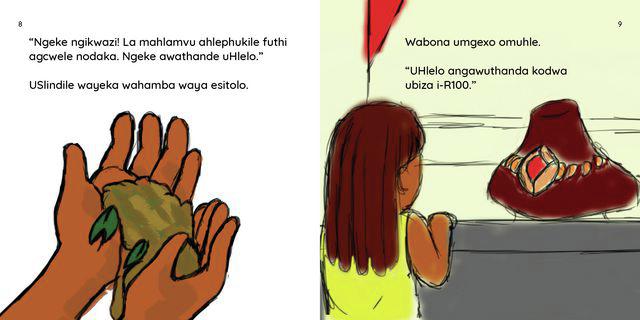 8
“Ngeke ngikwazi! La mahlamvu ahlephukile futhi
agcwele nodaka. Ngeke awathande uHlelo.”
USlindile wayeka wahamba waya esitolo.
9
Wabona umgexo omuhle.
“UHlelo angawuthanda kodwa
ubiza i-R100.”